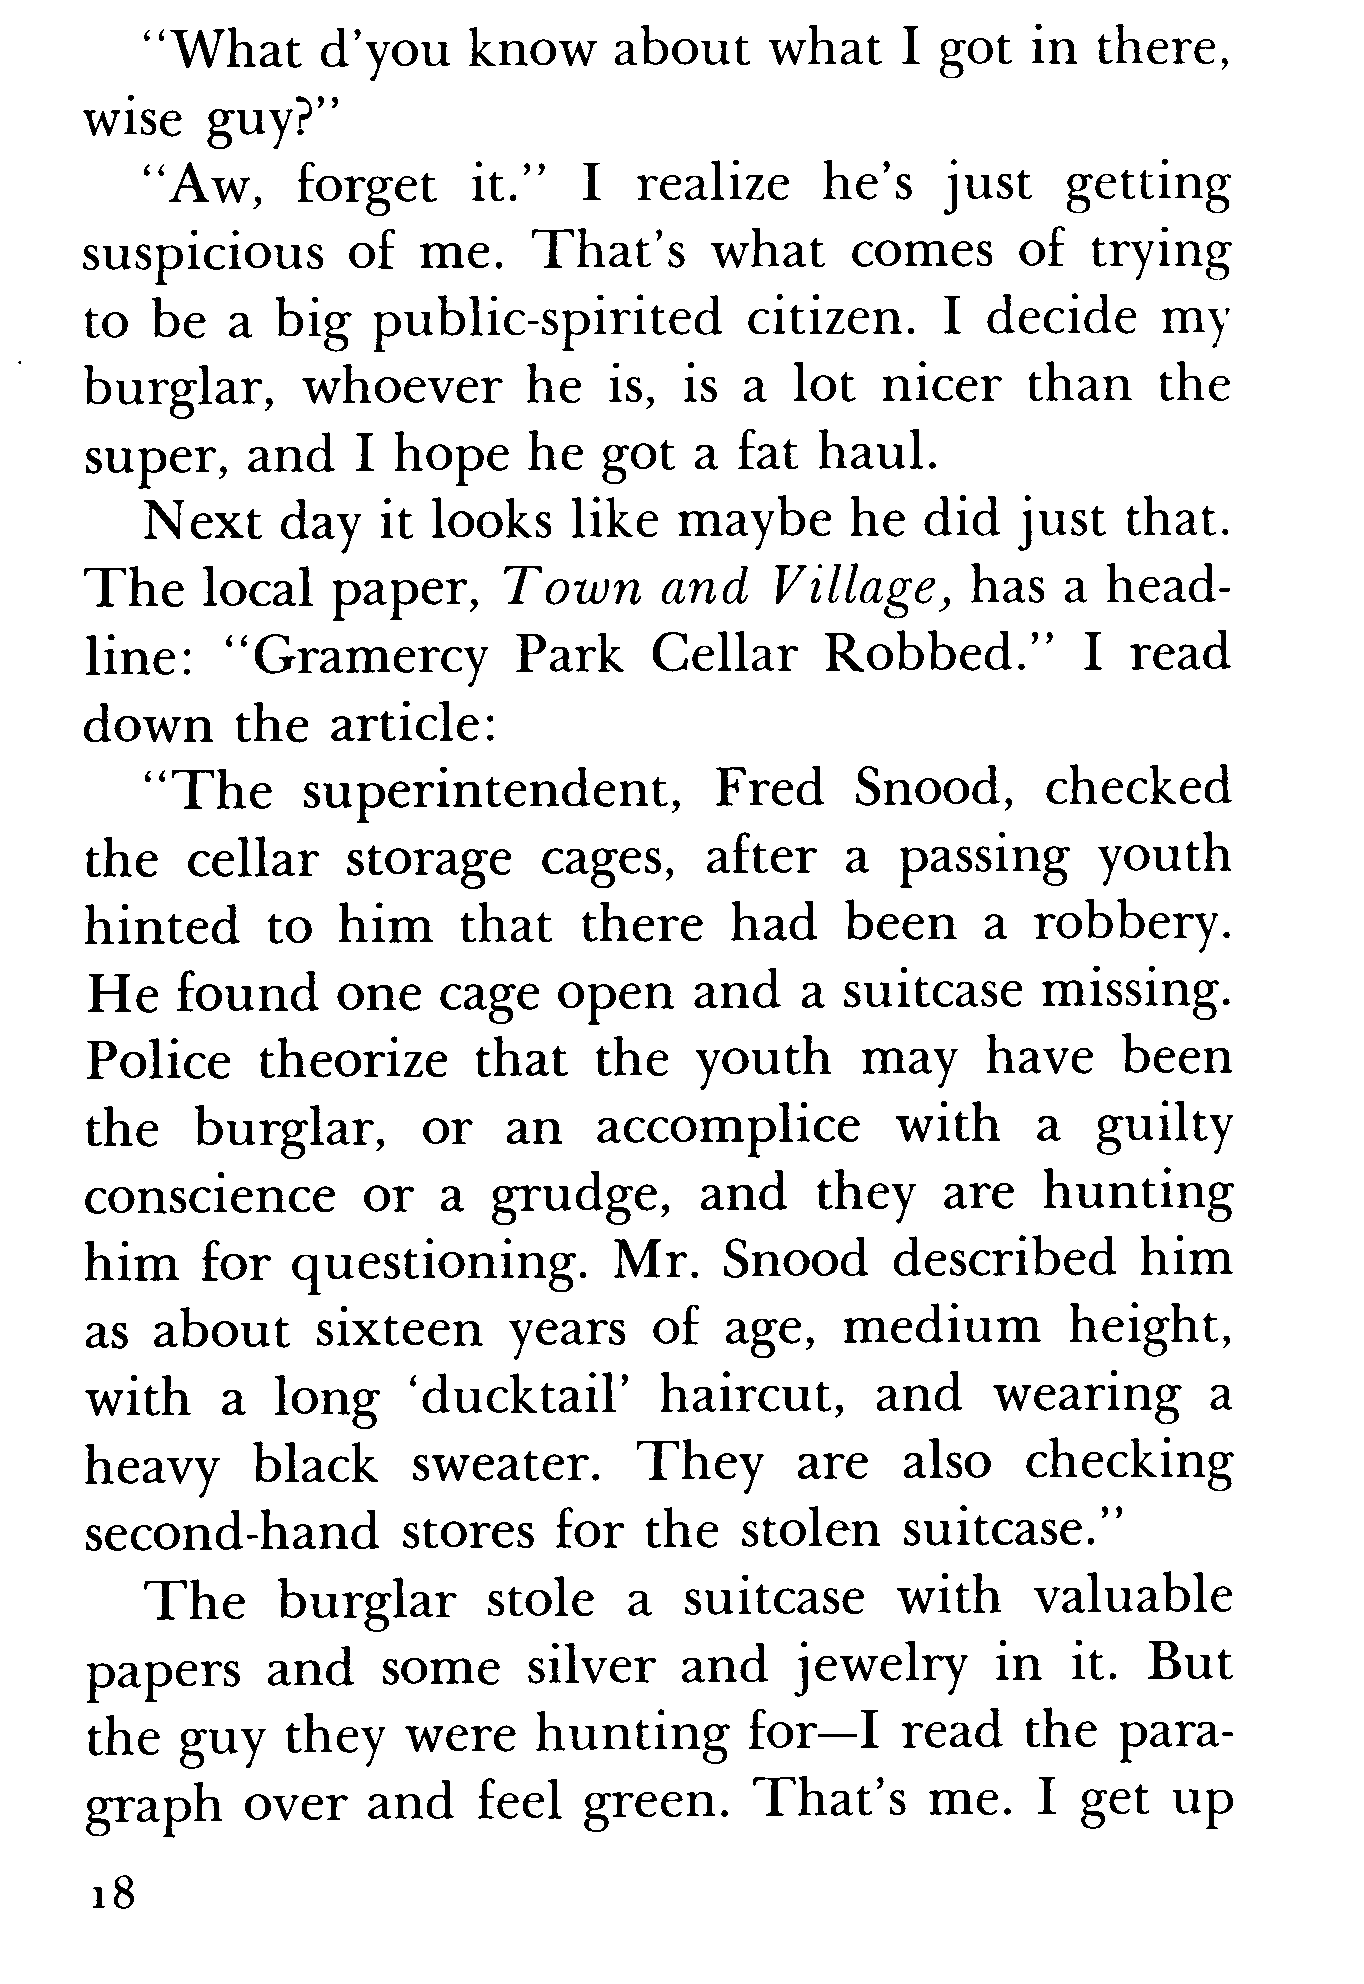 “What d’you know about what I got in there,
wise guy?”
“Aw, forget it.” I realize he’s just getting
suspicious of me. That’s what comes of trying
to be a big public-spirited citizen. I decide my
burglar, whoever he is, is a lot nicer than the
super, and I hope he got a fat haul.
Next day it looks like maybe he did just that.
The local paper, Town and Village, has a head-
line: “Gramercy Park Cellar Robbed.” I read
down the article:
“The superintendent, Fred Snood, checked
the cellar storage cages, after a passing youth
hinted to him that there had been a robbery.
He found one cage open and a suitcase missing.
Police theorize that the youth may have been
the burglar, or an accomplice with a guilty
conscience or a grudge, and they are hunting
him for questioning. Mr. Snood described him
as about sixteen years of age, medium height,
with a long ‘ducktail’ haircut, and wearing a
heavy black sweater. They are also checking
second-hand stores for the stolen suitcase.”
The burglar stole a suitcase with valuable
papers and some silver and jewelry in it. But
the guy they were hunting for—I read the para-
graph over and feel green. That’s me. I get up
18